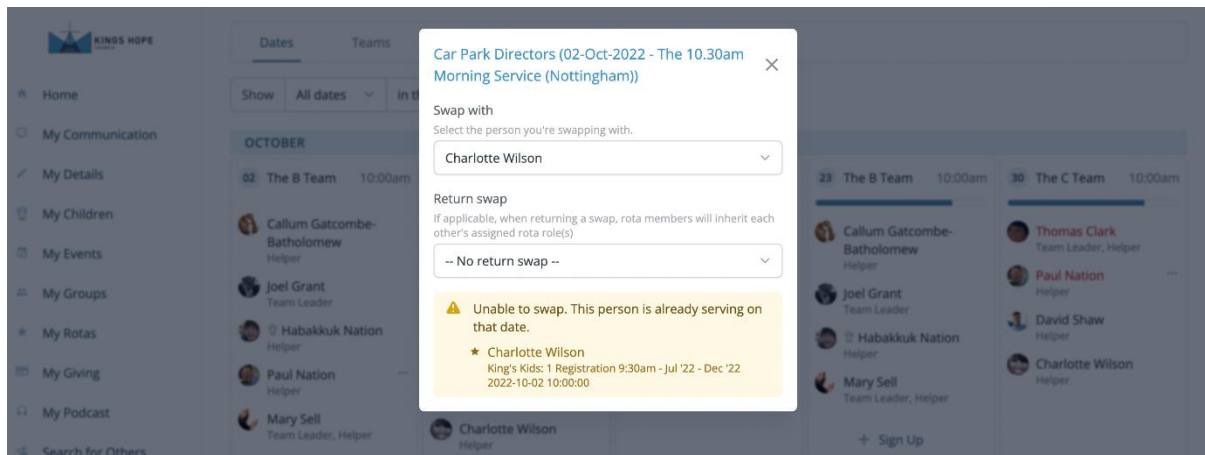 KINGS HOPE
CHURCH
Home
My Communication
My Details
My Children
My Events
My Groups
My Rotas
My Giving
My Podcast
Search for Others
Dates Teams
Show All dates in th
OCTOBER
02 The B Team 10:00am
Callum Gatcombe-
Batholomew
Helper
Joel Grant
Team Leader
Habakkuk Nation
Helper
Paul Nation
Helper
Mary Sell
Team Leader, Helper
Charlotte Wilson
Helper
Car Park Directors (02-Oct-2022 - The 10.30am
Morning Service (Nottingham))
Swap with
Select the person you're swapping with.
Charlotte Wilson
Return swap
If applicable, when returning a swap, rota members will inherit each
other's assigned rota role(s)
-- No return swap --
Unable to swap. This person is already serving on
that date.
Charlotte Wilson
King's Kids: 1 Registration 9:30am - Jul '22 - Dec '22
2022-10-02 10:00:00
23 The B Team 10:00am
Callum Gatcombe-
Batholomew
Helper
Joel Grant
Team Leader
Habakkuk Nation
Helper
Mary Sell
Team Leader, Helper
+ Sign Up
30 The C Team 10:00am
Thomas Clark
Team Leader, Helper
Paul Nation
Helper
David Shaw
Helper
Charlotte Wilson
Helper